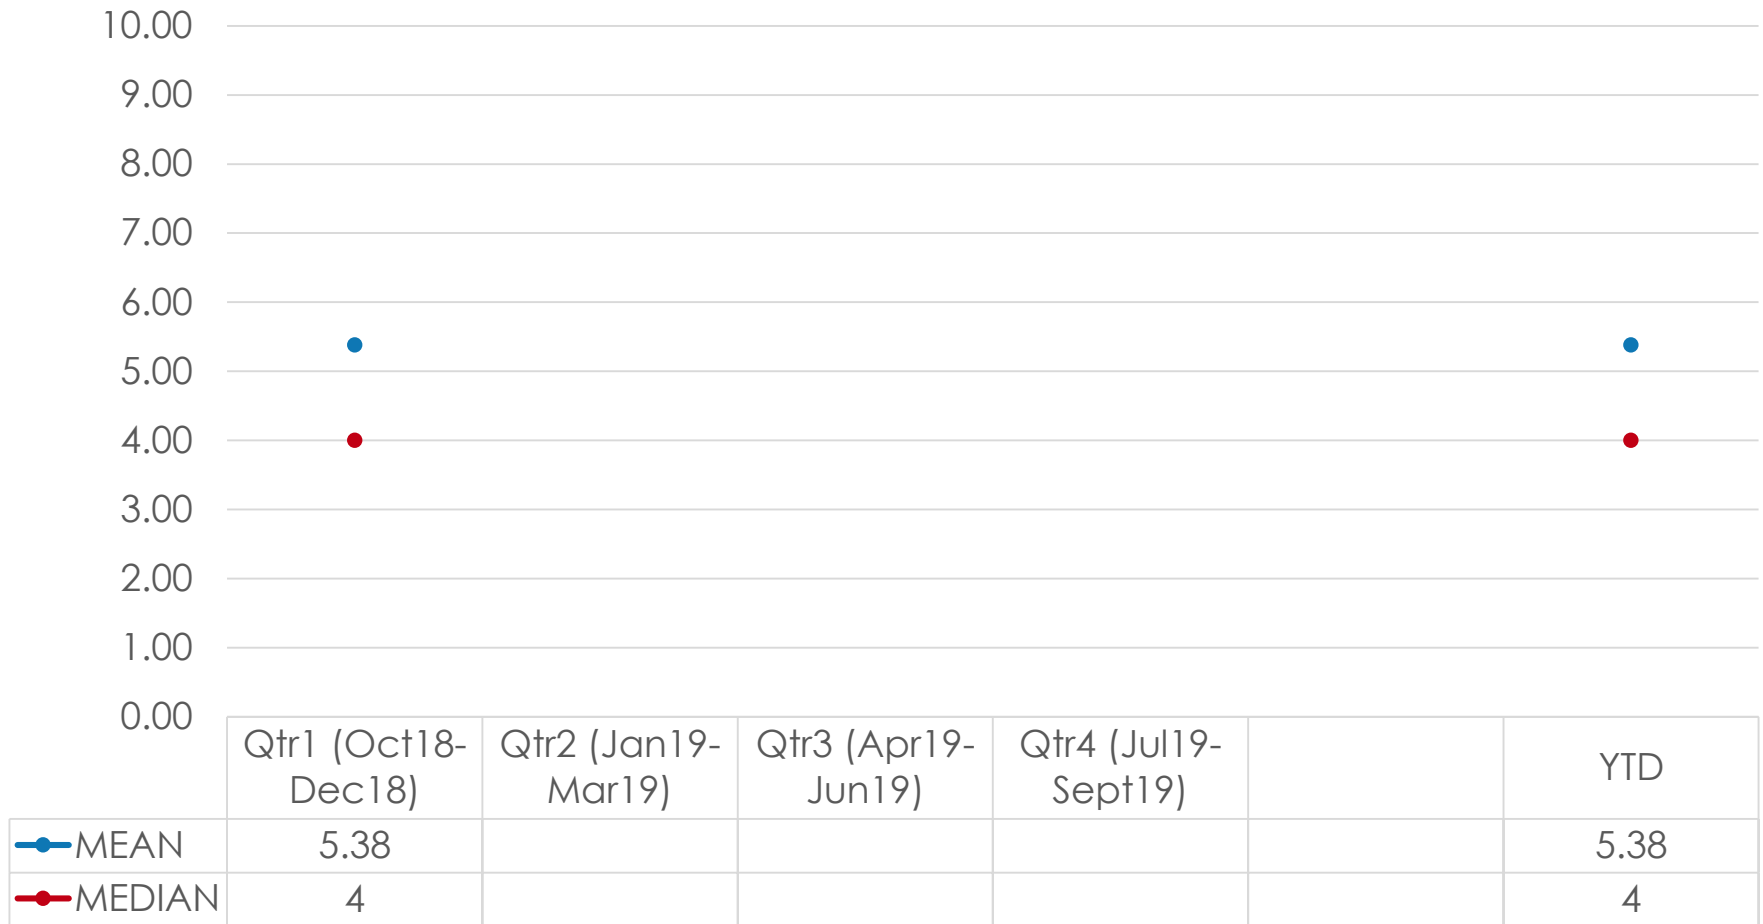 10.00
9.00
8.00
7.00
6.00
5.00
4.00
3.00
2.00
1.00
0.00
Qtr1 (Oct18-
Dec18)
Qtr2 (Jan19-
Mar19)
Qtr3 (Apr19-
Jun19)
Qtr4 (Jul19-
Sept19)
YTD
MEAN 5.38 5.38
MEDIAN 4 4